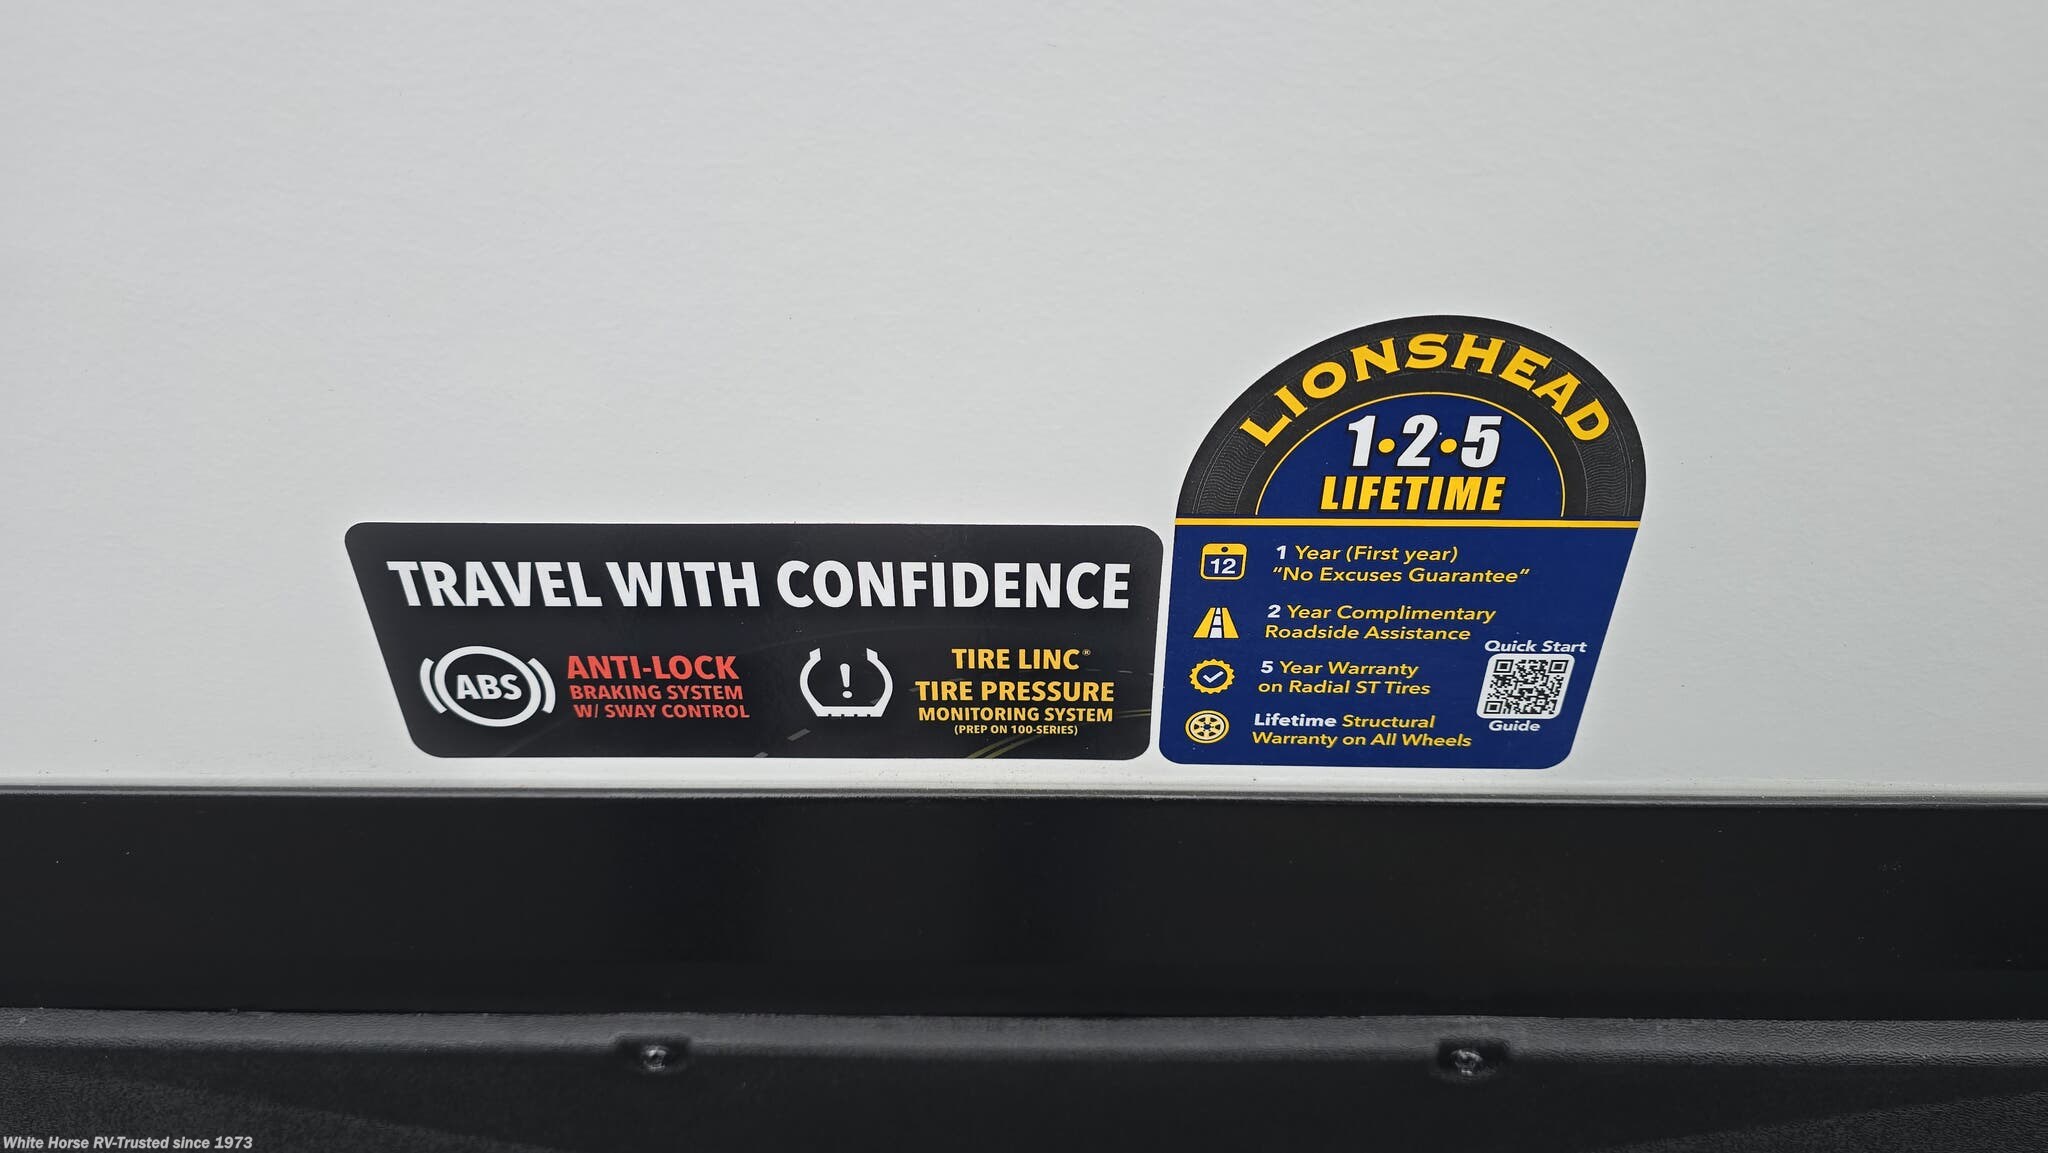 TRAVEL WITH CONFIDENCE
ABS
ANTI-LOCK
BRAKING SYSTEM
W/ SWAY CONTROL
!
TIRE LINC®
TIRE PRESSURE
MONITORING SYSTEM
(PREP ON 100-SERIES)
LIONSHEAD
1•2•5
LIFETIME
12
1 Year (First year)
"No Excuses Guarantee"
2 Year Complimentary
Roadside Assistance
5 Year Warranty
on Radial ST Tires
Lifetime Structural
Warranty on All Wheels
Quick Start
Guide
White Horse RV-Trusted since 1973